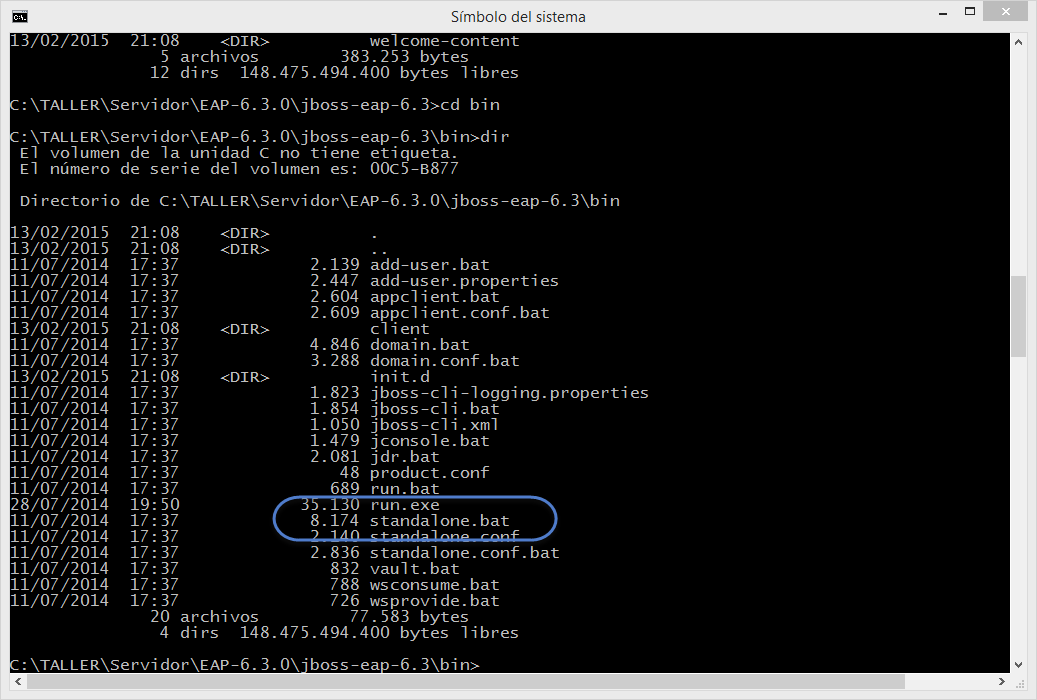 Símbolo del sistema
13/02/2015  21:08    <DIR>          welcome-content
               5 archivos        383.253 bytes
              12 dirs  148.475.494.400 bytes libres
C:\TALLER\Servidor\EAP-6.3.0\jboss-eap-6.3>cd bin
C:\TALLER\Servidor\EAP-6.3.0\jboss-eap-6.3\bin>dir
 El volumen de la unidad C no tiene etiqueta.
 El número de serie del volumen es: 00C5-B877
 Directorio de C:\TALLER\Servidor\EAP-6.3.0\jboss-eap-6.3\bin
13/02/2015  21:08    <DIR>          .
13/02/2015  21:08    <DIR>          ..
11/07/2014  17:37             2.139 add-user.bat
11/07/2014  17:37             2.447 add-user.properties
11/07/2014  17:37             2.604 appclient.bat
11/07/2014  17:37             2.609 appclient.conf.bat
13/02/2015  21:08    <DIR>          client
11/07/2014  17:37             4.846 domain.bat
11/07/2014  17:37             3.288 domain.conf.bat
13/02/2015  21:08    <DIR>          init.d
11/07/2014  17:37             1.823 jboss-cli-logging.properties
11/07/2014  17:37             1.854 jboss-cli.bat
11/07/2014  17:37             1.050 jboss-cli.xml
11/07/2014  17:37             1.479 jconsole.bat
11/07/2014  17:37             2.081 jdr.bat
11/07/2014  17:37                48 product.conf
11/07/2014  17:37               689 run.bat
28/07/2014  19:50            35.130 run.exe
11/07/2014  17:37             8.174 standalone.bat
11/07/2014  17:37             2.140 standalone.conf
11/07/2014  17:37             2.836 standalone.conf.bat
11/07/2014  17:37               832 vault.bat
11/07/2014  17:37               788 wsconsume.bat
11/07/2014  17:37               726 wsprovide.bat
              20 archivos         77.583 bytes
               4 dirs  148.475.494.400 bytes libres
C:\TALLER\Servidor\EAP-6.3.0\jboss-eap-6.3\bin>